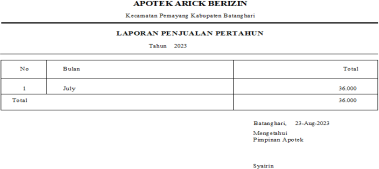 APOTEK ARICK BERIZIN
Kecamatan Pemayang Kabupaten Batanghari
LAPORAN PENJUALAN PERTAHUN
Tahun 2023
No Bulan Total
1 July 36.000
Total 36.000
Batanghari, 23-Aug-2023
Mengetahui
Pimpinan Apotek
Syairin